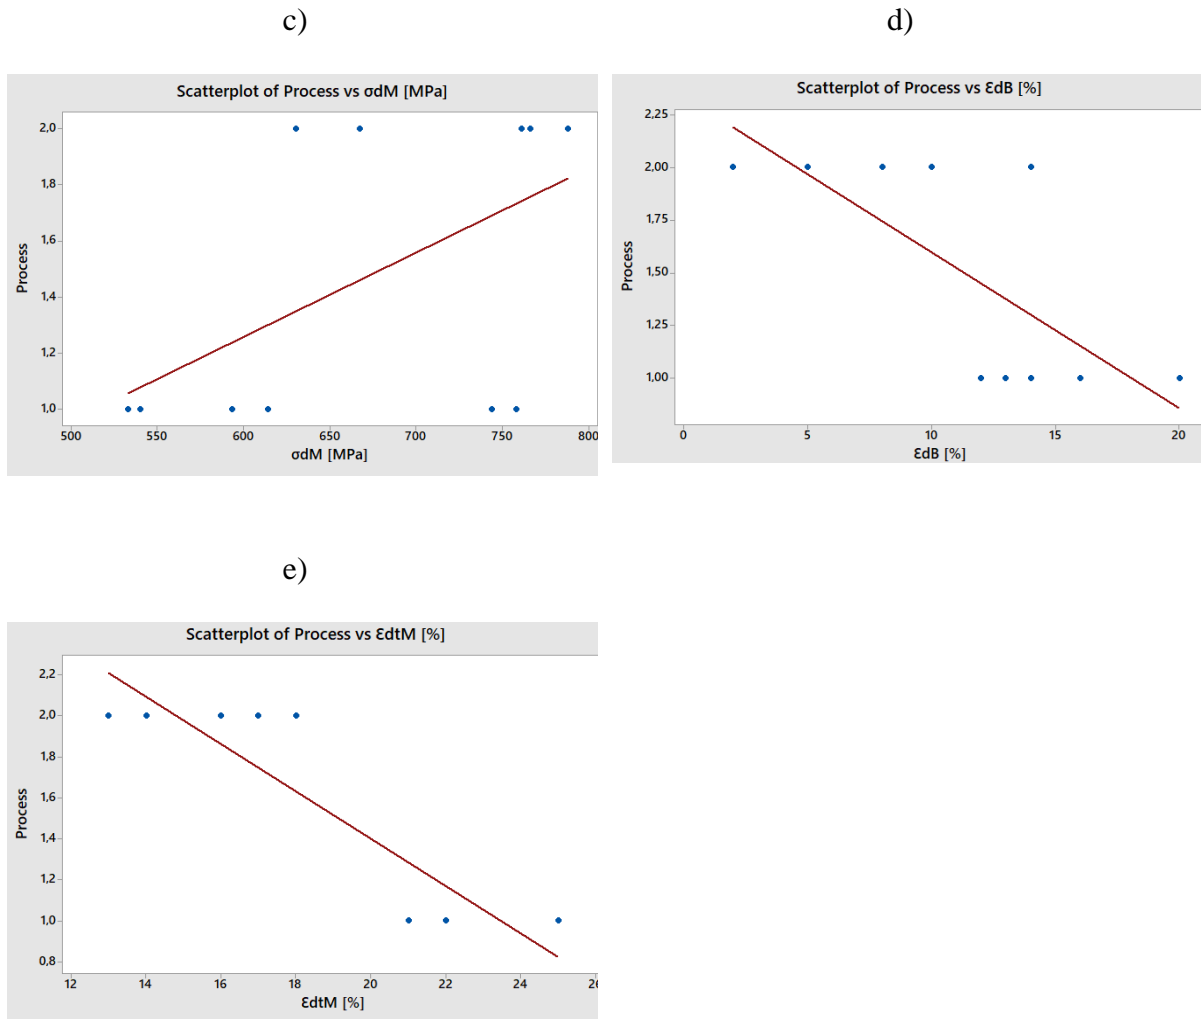 c)
d)
Scatterplot of Process vs σdM [MPa]
2,0
1,8
1,6
1,4
1,2
1,0
Process
500 550 600 650 700 750 800
σdM [MPa]
Scatterplot of Process vs ƐdB [%]
2,25
2,00
1,75
1,50
1,25
1,00
Process
0 5 10 15 20
ƐdB [%]
e)
Scatterplot of Process vs ƐdtM [%]
2,2
2,0
1,8
1,6
1,4
1,2
1,0
0,8
Process
12 14 16 18 20 22 24 26
ƐdtM [%]